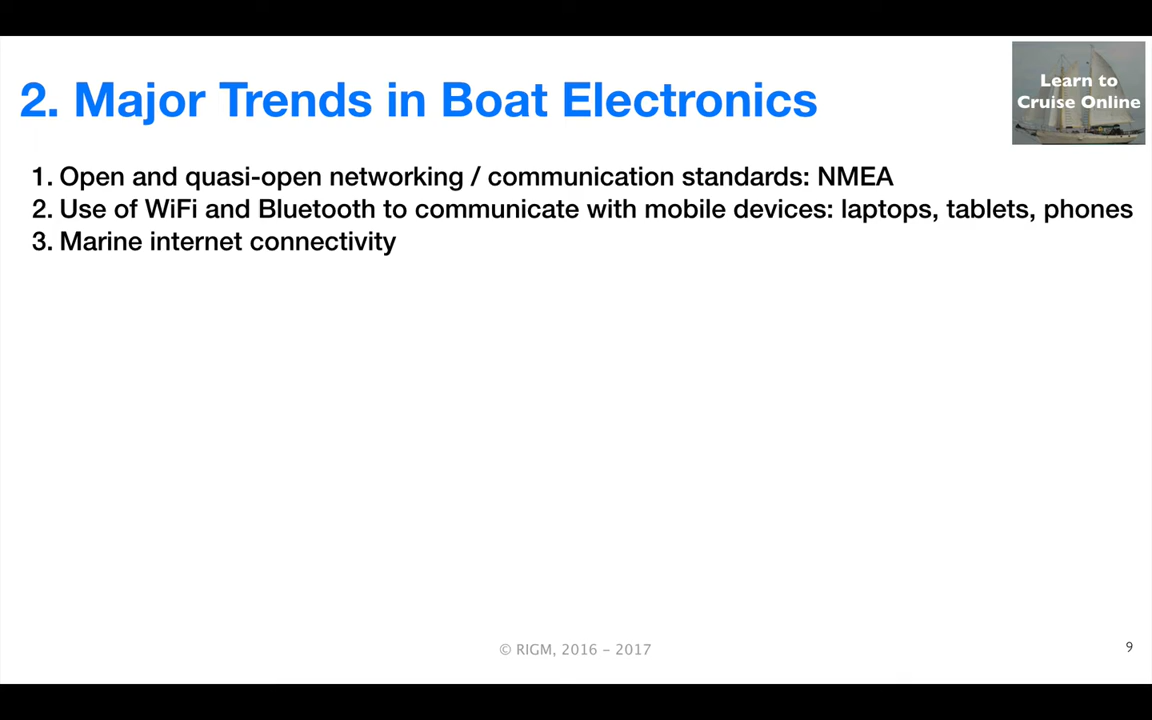 2. Major Trends in Boat Electronics
Learn to
Cruise Online
1. Open and quasi-open networking / communication standards: NMEA
2. Use of WiFi and Bluetooth to communicate with mobile devices: laptops, tablets, phones
3. Marine internet connectivity
© RIGM, 2016 – 2017
9